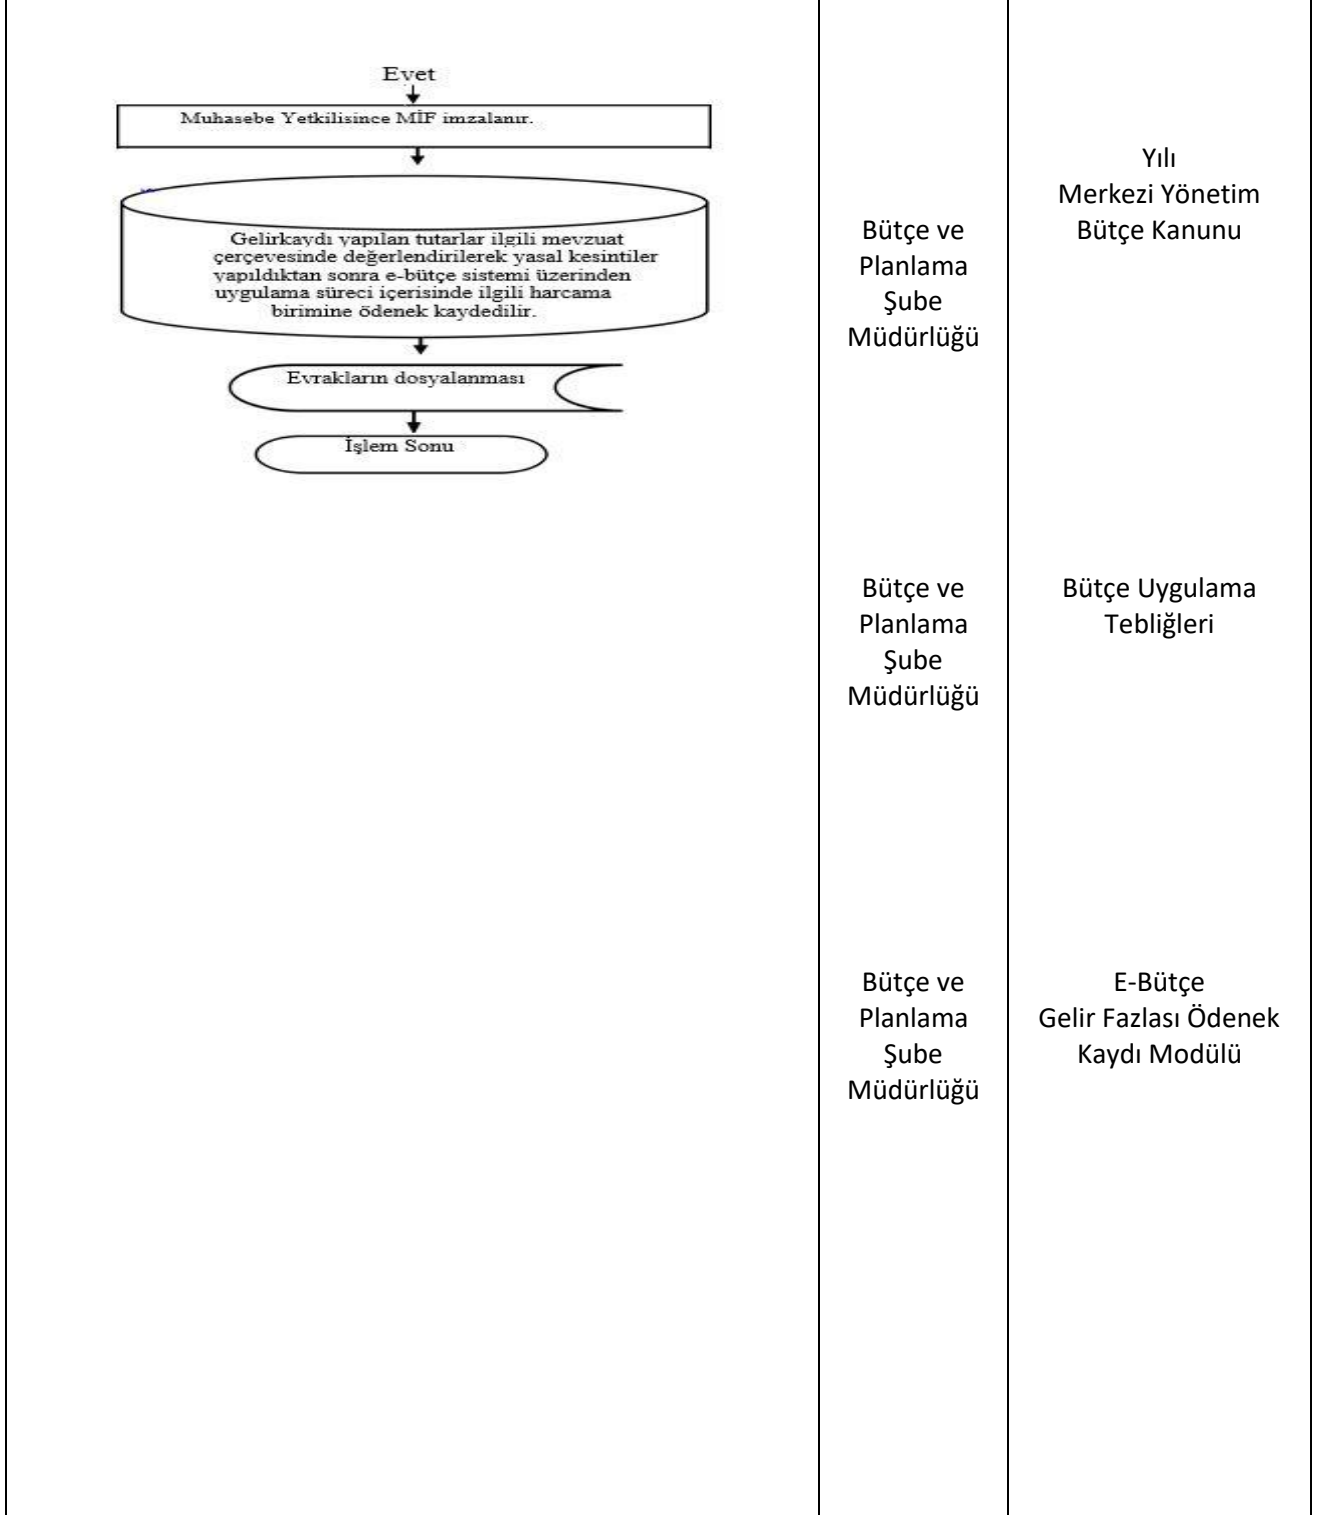 Evet
Muhasebe Yetkilisince MİF imzalanır.
Gelirkaydı yapılan tutarlar ilgili mevzuat
çerçevesinde değerlendirilerek yasal kesintiler
yapıldıktan sonra e-bütçe sistemi üzerinden
uygulama süreci içerisinde ilgili harcama
birimine ödenek kaydedilir.
Evrakların dosyalanması
İşlem Sonu
Bütçe ve
Planlama
Şube
Müdürlüğü
Yılı
Merkezi Yönetim
Bütçe Kanunu
Bütçe ve
Planlama
Şube
Müdürlüğü
Bütçe Uygulama
Tebliğleri
Bütçe ve
Planlama
Şube
Müdürlüğü
E-Bütçe
Gelir Fazlası Ödenek
Kaydı Modülü